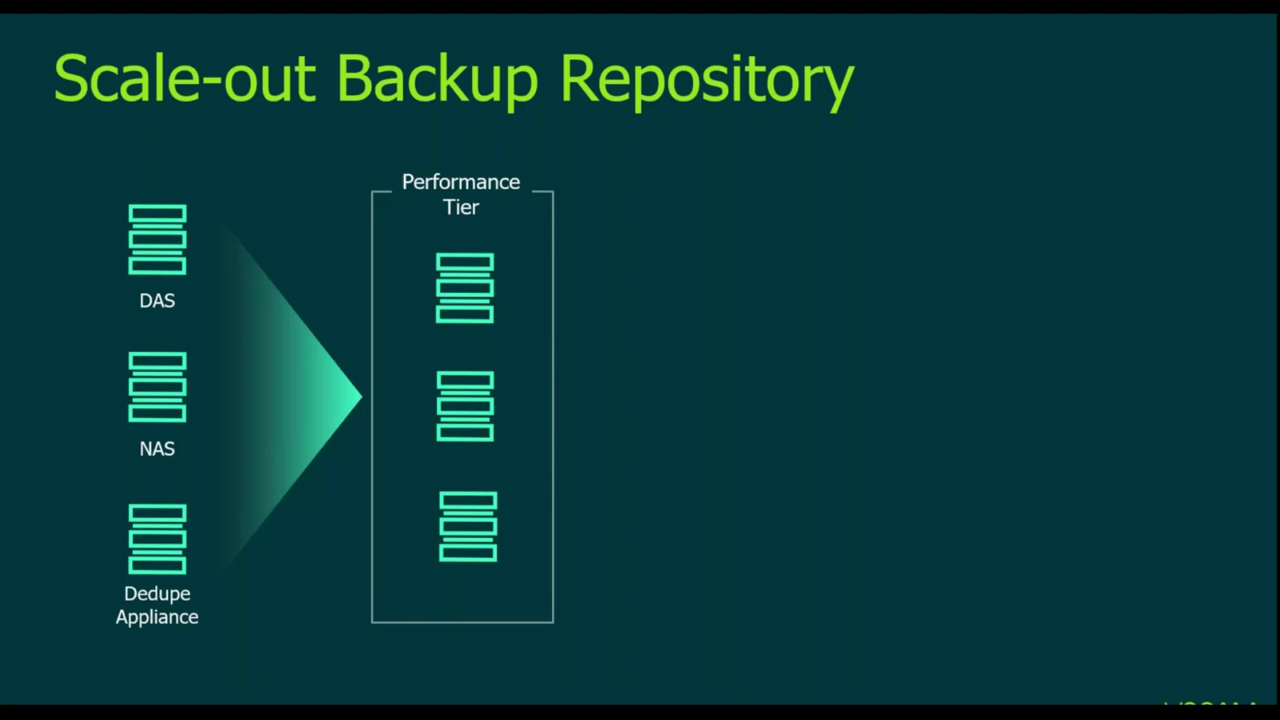 Scale-out Backup Repository
Performance
Tier
DAS
NAS
Dedupe
Appliance